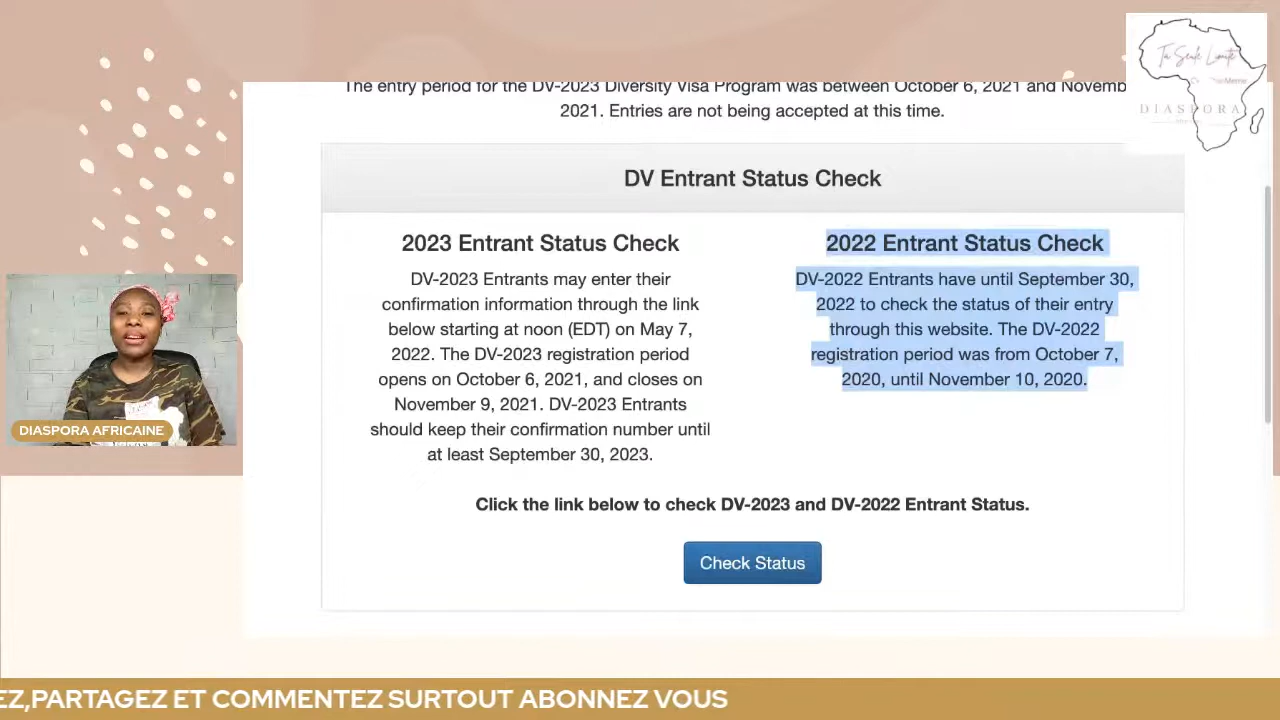 The entry period for the DV-2023 Diversity Visa Program was between October 6, 2021 and
2021. Entries are not being accepted at this time.
DV Entrant Status Check
2023 Entrant Status Check
DV-2023 Entrants may enter their
confirmation information through the link
below starting at noon (EDT) on May 7,
2022. The DV-2023 registration period
opens on October 6, 2021, and closes on
November 9, 2021. DV-2023 Entrants
should keep their confirmation number until
at least September 30, 2023.
2022 Entrant Status Check
DV-2022 Entrants have until September 30,
2022 to check the status of their entry
through this website. The DV-2022
registration period was from October 7,
2020, until November 10, 2020.
Click the link below to check DV-2023 and DV-2022 Entrant Status.
Check Status
Ta Seule Limite
DIASPORA
DIASPORA AFRICAINE
EZ,PARTAGEZ ET COMMENTEZ SURTOUT ABONNEZ VOUS